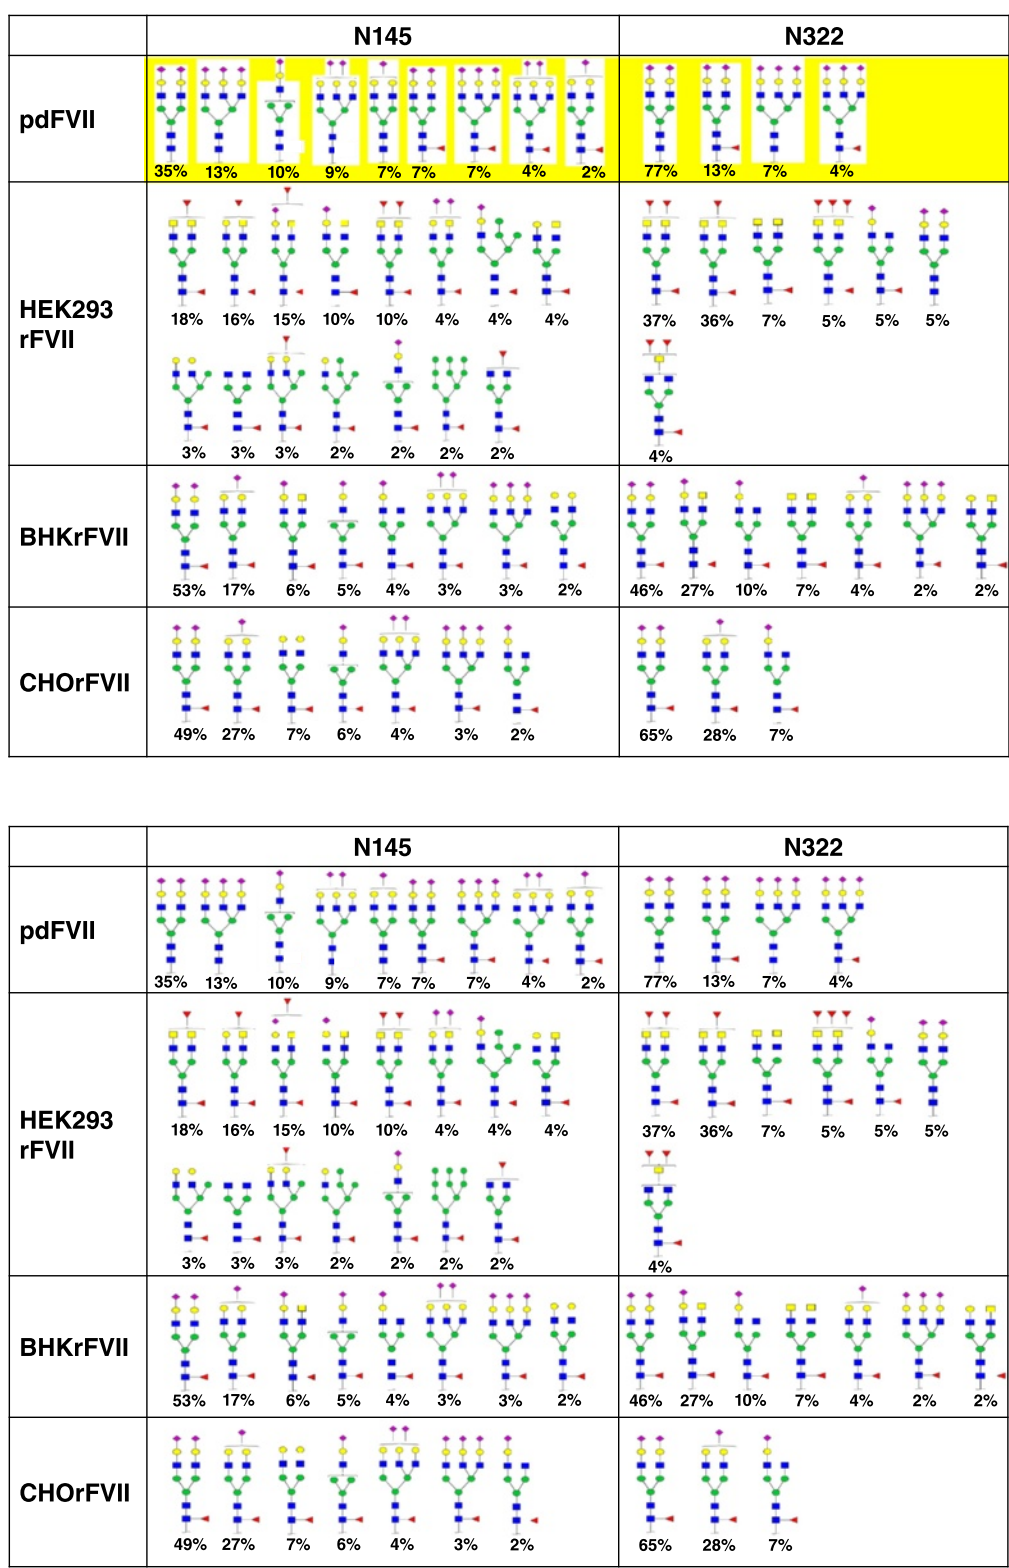 N145 N322
pdFVII
35% 13% 10% 9% 7% 7% 7% 4% 2% 77% 13% 7% 4%
HEK293
rFVII
18% 16% 15% 10% 10% 4% 4% 4% 37% 36% 7% 5% 5% 5%
3% 3% 3% 2% 2% 2% 2% 4%
BHKrFVII
53% 17% 6% 5% 4% 3% 3% 2% 46% 27% 10% 7% 4% 2% 2%
CHOrFVII
49% 27% 7% 6% 4% 3% 2% 65% 28% 7%
N145 N322
pdFVII
35% 13% 10% 9% 7% 7% 7% 4% 2% 77% 13% 7% 4%
HEK293
rFVII
18% 16% 15% 10% 10% 4% 4% 4% 37% 36% 7% 5% 5% 5%
3% 3% 3% 2% 2% 2% 2% 4%
BHKrFVII
53% 17% 6% 5% 4% 3% 3% 2% 46% 27% 10% 7% 4% 2% 2%
CHOrFVII
49% 27% 7% 6% 4% 3% 2% 65% 28% 7%